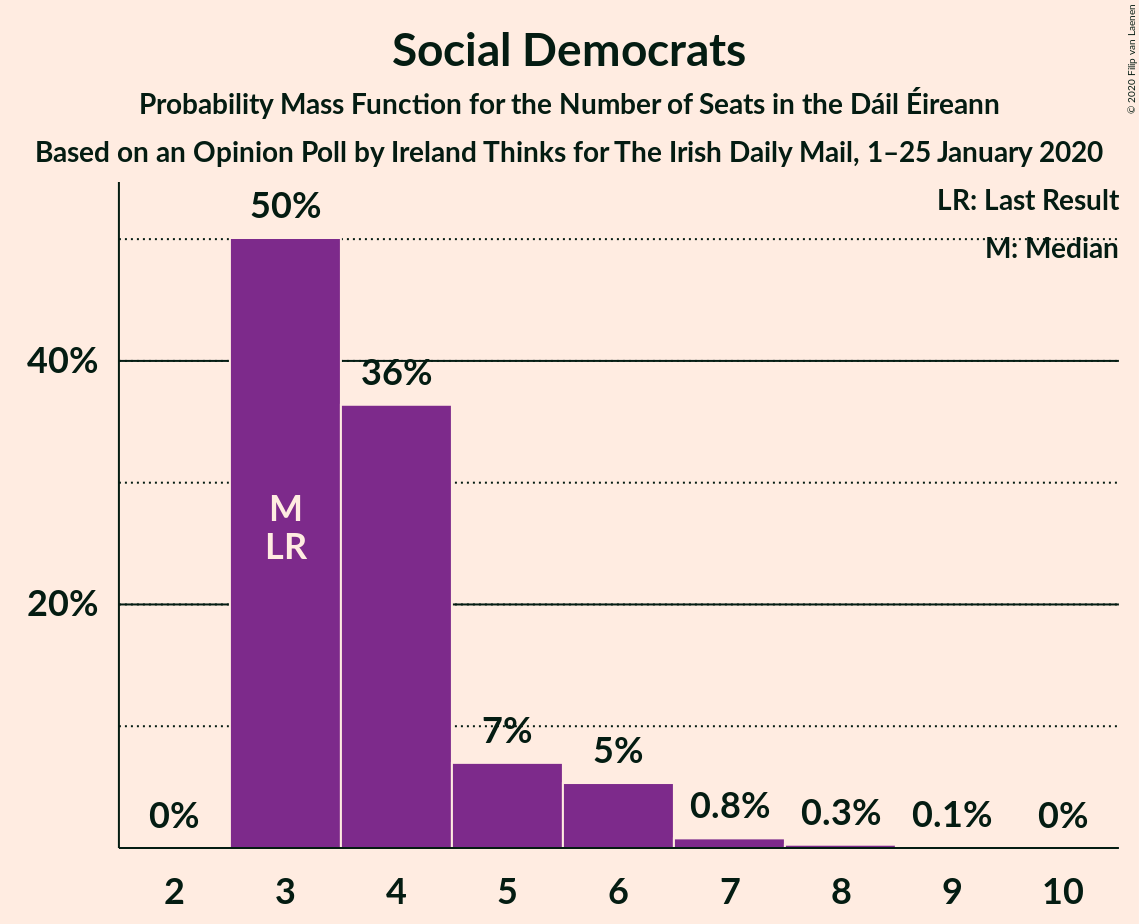 Social Democrats
Probability Mass Function for the Number of Seats in the Dáil Éireann
Based on an Opinion Poll by Ireland Thinks for The Irish Daily Mail, 1–25 January 2020
© 2020 Filip van Laenen
LR: Last Result
M: Median
50%
40%
36%
M
LR
20%
7%
5%
0%
0.8%
0.3%
0.1%
0%
2 3 4 5 6 7 8 9 10